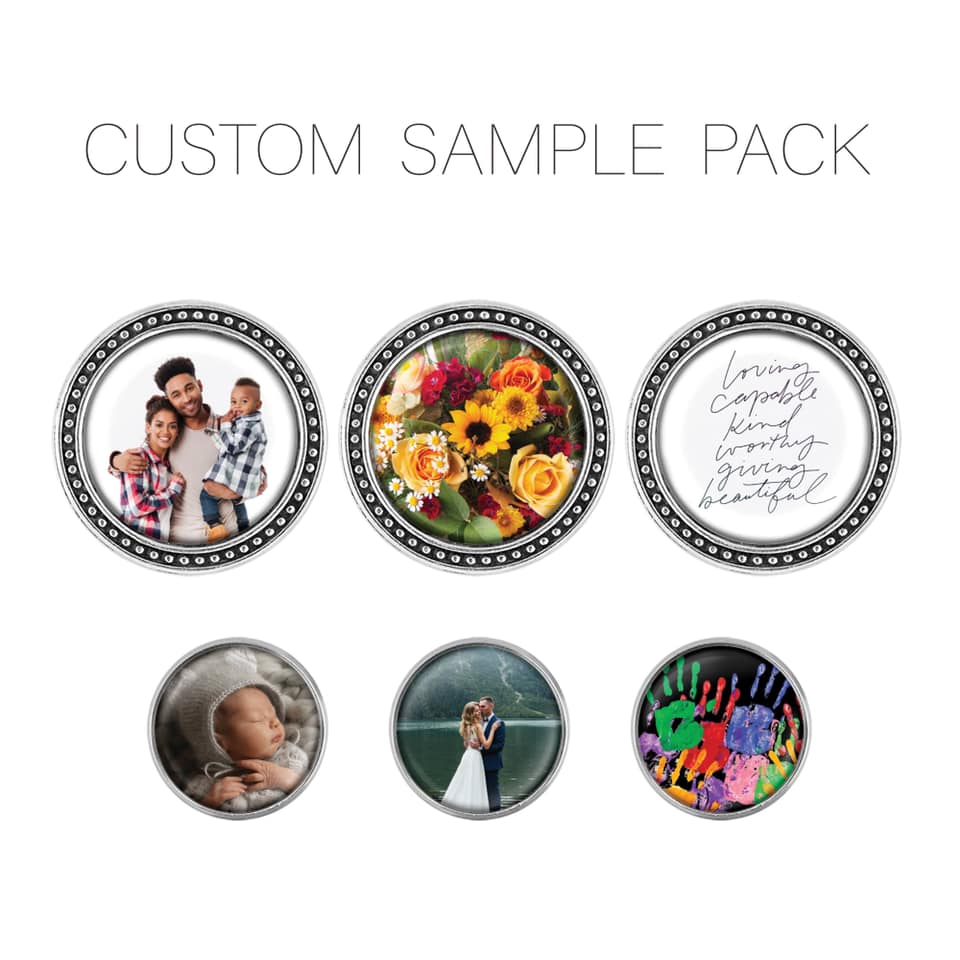 CUSTOM SAMPLE PACK
loving
capable
kind
worthy
giving
beautiful